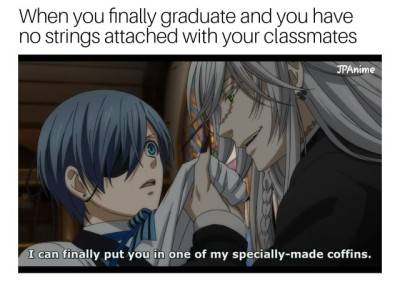 When you finally graduate and you have
no strings attached with your classmates
JPAnime
I can finally put you in one of my specially-made coffins.